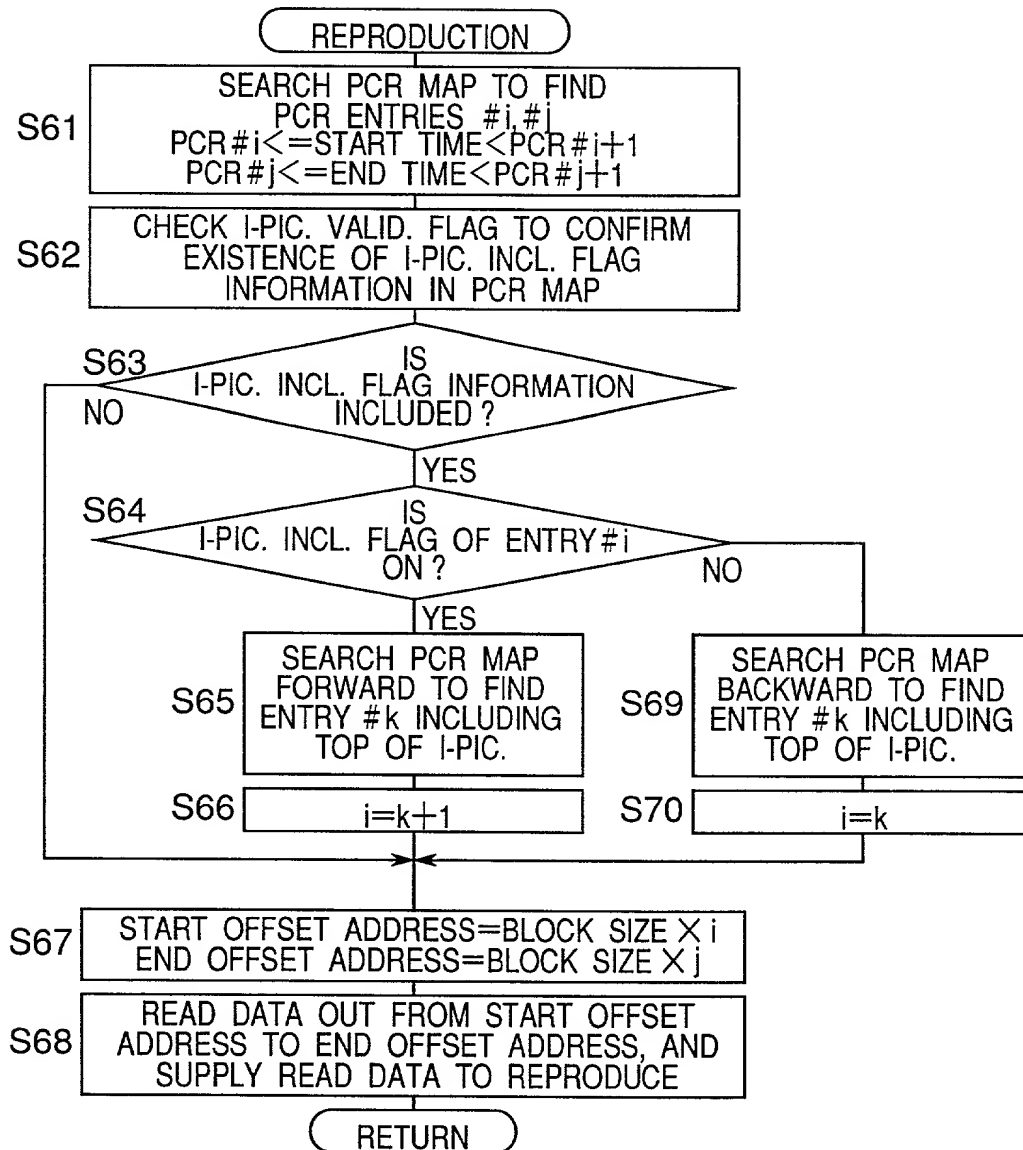 REPRODUCTION
S61
SEARCH PCR MAP TO FIND
PCR ENTRIES #i,#j
PCR#i<=START TIME<PCR#i+1
PCR#j<=END TIME<PCR#j+1
S62
CHECK I-PIC. VALID. FLAG TO CONFIRM
EXISTENCE OF I-PIC. INCL. FLAG
INFORMATION IN PCR MAP
S63
IS
I-PIC. INCL. FLAG INFORMATION
INCLUDED?
NO
YES
S64
IS
I-PIC. INCL. FLAG OF ENTRY#i
ON?
NO
YES
S65
SEARCH PCR MAP
FORWARD TO FIND
ENTRY #k INCLUDING
TOP OF I-PIC.
S69
SEARCH PCR MAP
BACKWARD TO FIND
ENTRY #k INCLUDING
TOP OF I-PIC.
S66
i=k+1
S70
i=k
S67
START OFFSET ADDRESS=BLOCK SIZE×i
END OFFSET ADDRESS=BLOCK SIZE×j
S68
READ DATA OUT FROM START OFFSET
ADDRESS TO END OFFSET ADDRESS, AND
SUPPLY READ DATA TO REPRODUCE
RETURN